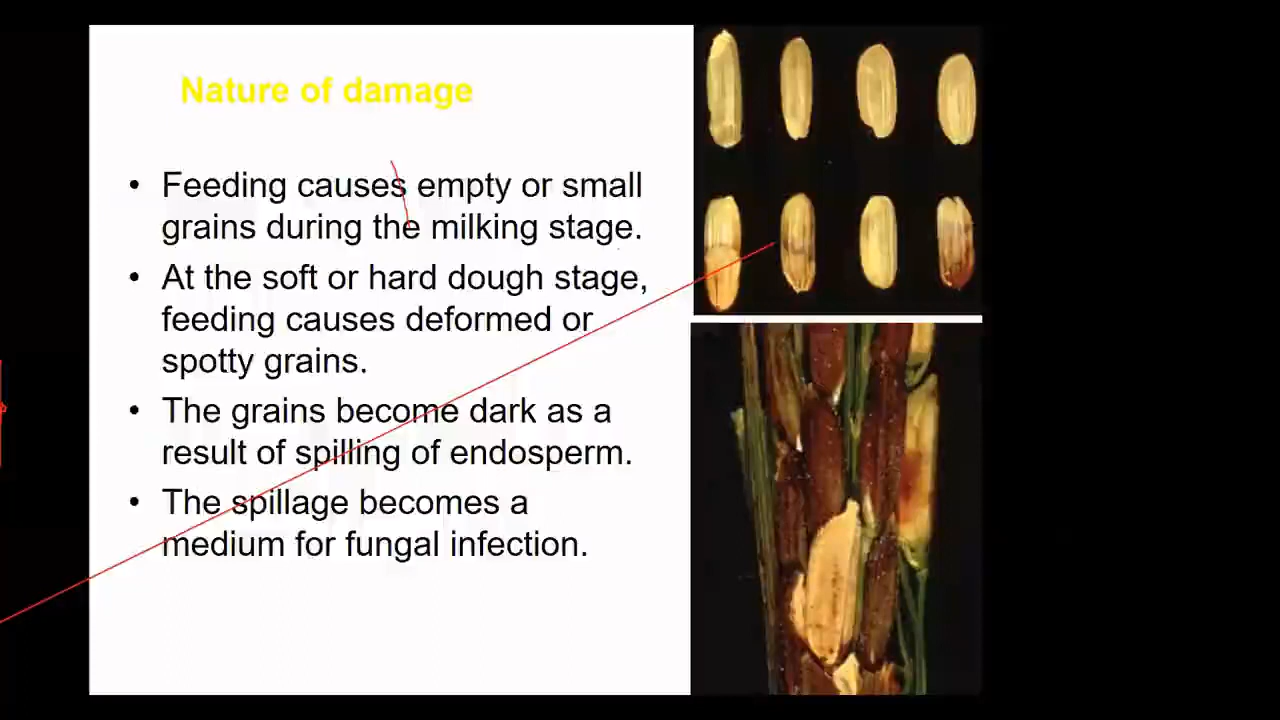 Nature of damage
• Feeding causes empty or small
grains during the milking stage.
• At the soft or hard dough stage,
feeding causes deformed or
spotty grains.
• The grains become dark as a
result of spilling of endosperm.
• The spillage becomes a
medium for fungal infection.